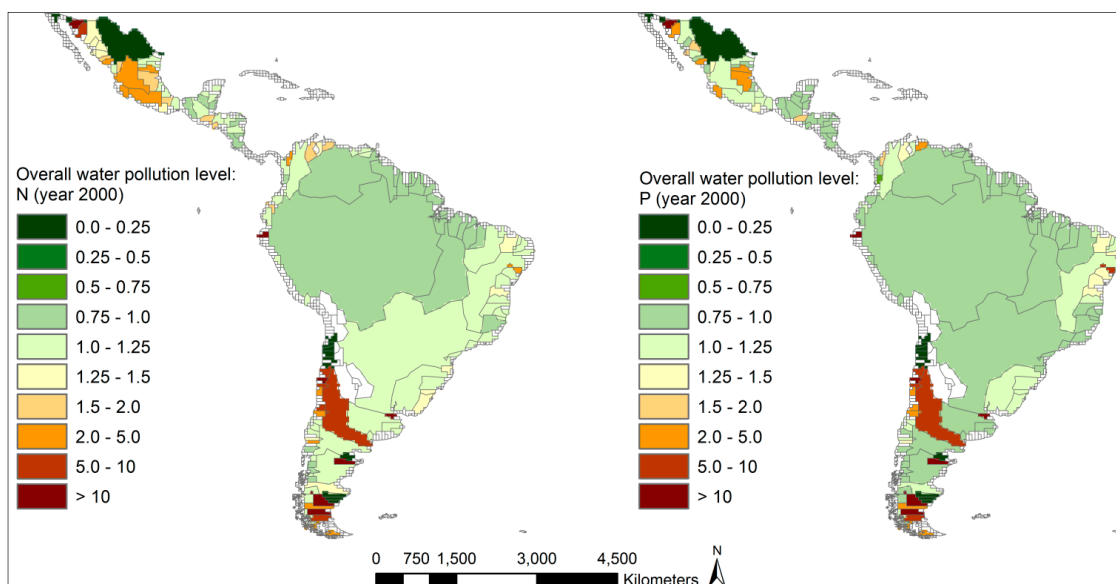 Overall water pollution level:
N (year 2000)
0.0 - 0.25
0.25 - 0.5
0.5 - 0.75
0.75 - 1.0
1.0 - 1.25
1.25 - 1.5
1.5 - 2.0
2.0 - 5.0
5.0 - 10
> 10
Overall water pollution level:
P (year 2000)
0.0 - 0.25
0.25 - 0.5
0.5 - 0.75
0.75 - 1.0
1.0 - 1.25
1.25 - 1.5
1.5 - 2.0
2.0 - 5.0
5.0 - 10
> 10
0 750 1,500 3,000 4,500
Kilometers
N